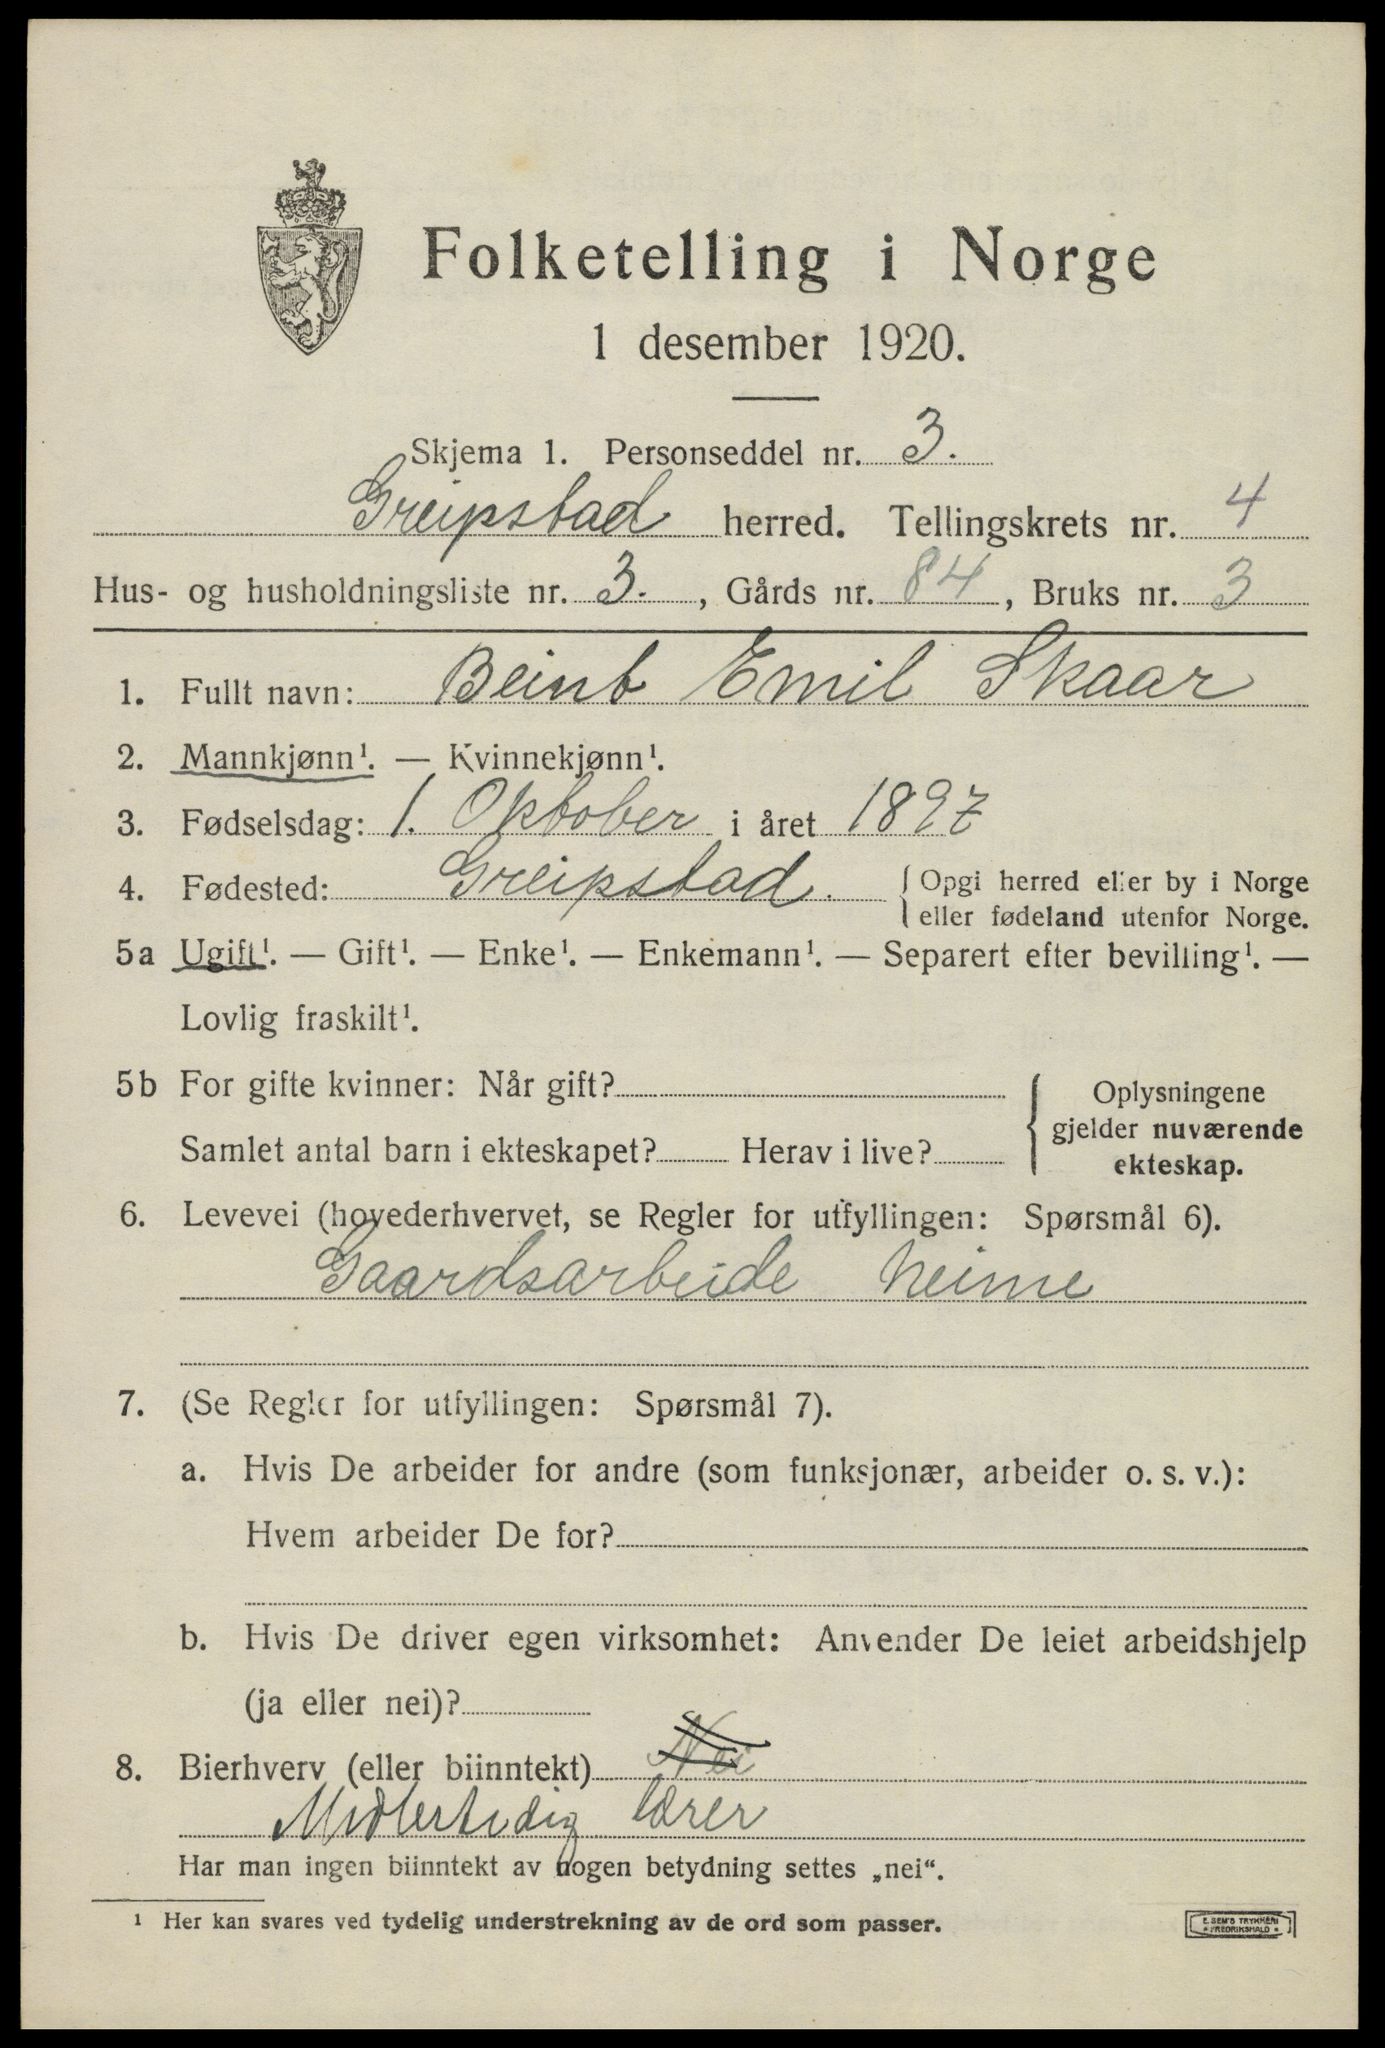 Folketelling i Norge
1 desember 1920.
Skjema 1. Personseddel nr. 3.
Greipstad herred. Tellingskrets nr. 4
Hus- og husholdningsliste nr. 3. , Gårds nr. 84 , Bruks nr. 3
1. Fullt navn: Beint Emil Skaar
2. Mannkjønn¹. — Kvinnekjønn¹.
3. Fødselsdag: 1. Oktober i året 1897
4. Fødested: Greipstad. { Opgi herred eller by i Norge
eller fødeland utenfor Norge.
5a Ugift¹. — Gift¹. — Enke¹. — Enkemann¹. — Separert efter bevilling¹. —
Lovlig fraskilt¹.
5b For gifte kvinner: Når gift? { Oplysningene
gjelder nuværende
Samlet antal barn i ekteskapet? Herav i live?
ekteskap.
6. Levevei (hovederhvervet, se Regler for utfyllingen: Spørsmål 6).
Gaardsarbeide heime
7. (Se Regler for utfyllingen: Spørsmål 7).
a. Hvis De arbeider for andre (som funksjonær, arbeider o. s. v.):
Hvem arbeider De for?
b. Hvis De driver egen virksomhet: Anvender De leiet arbeidshjelp
(ja eller nei)?
8. Bierhverv (eller biinntekt) Nei
Midlertidig lærer
Har man ingen biinntekt av nogen betydning settes „nei“.
¹ Her kan svares ved tydelig understrekning av de ord som passer.
E. SEM'S TRYKKERI
FREDRIKSHALD